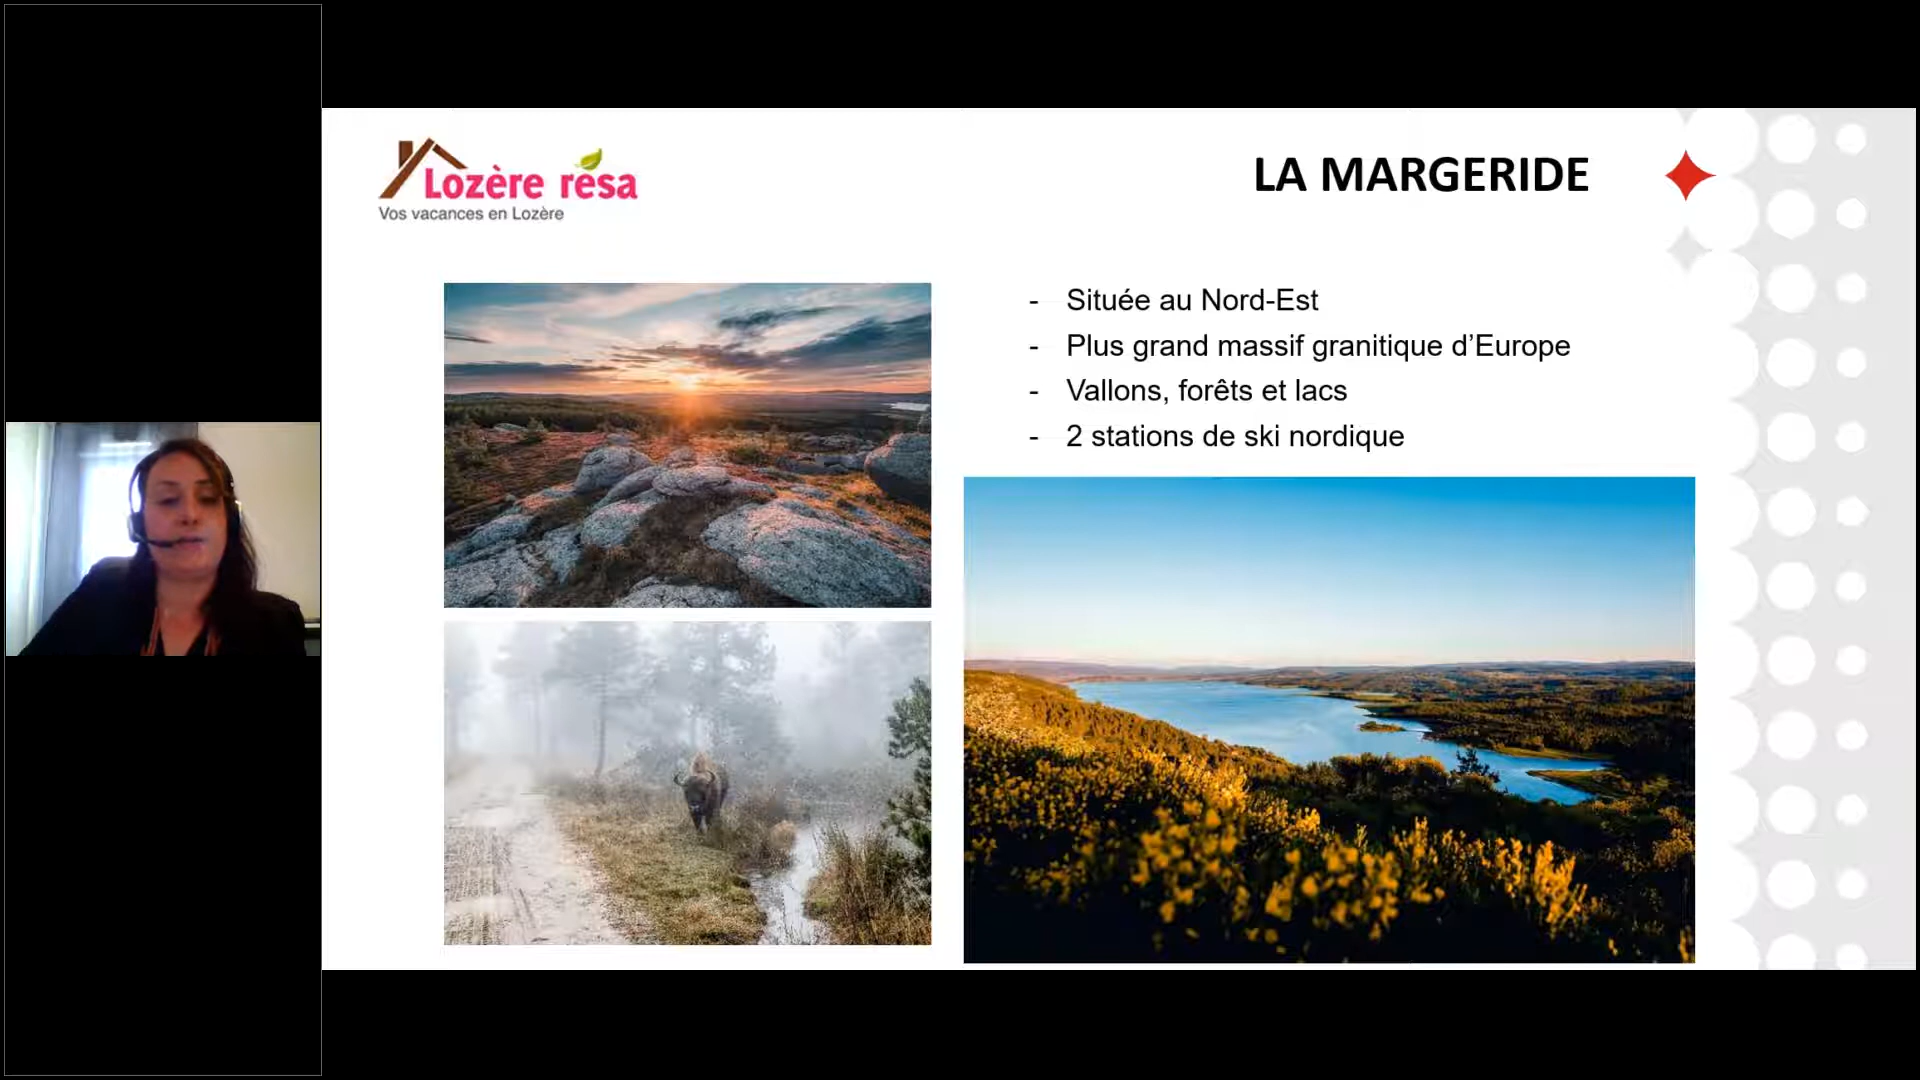 Lozère résa
Vos vacances en Lozère
LA MARGERIDE
- Située au Nord-Est
- Plus grand massif granitique d’Europe
- Vallons, forêts et lacs
- 2 stations de ski nordique